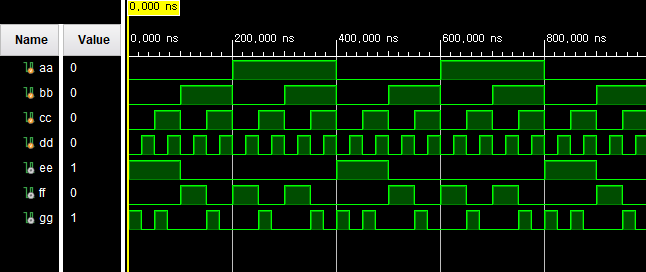 0,000 ns
Name Value 0,000 ns 200,000 ns 400,000 ns 600,000 ns 800,000 ns
aa 0
bb 0
cc 0
dd 0
ee 1
ff 0
gg 1